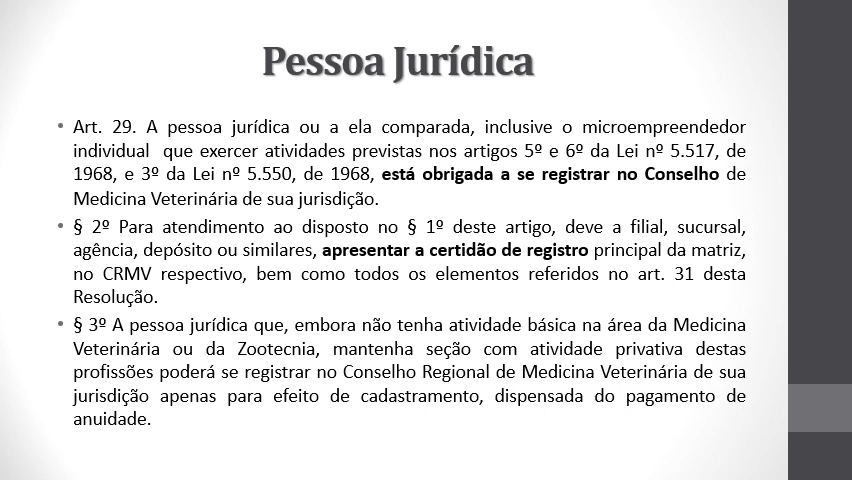 Pessoa Jurídica
• Art. 29. A pessoa jurídica ou a ela comparada, inclusive o microempreendedor
individual  que exercer atividades previstas nos artigos 5º e 6º da Lei nº 5.517, de
1968, e 3º da Lei nº 5.550, de 1968, está obrigada a se registrar no Conselho de
Medicina Veterinária de sua jurisdição.
• § 2º Para atendimento ao disposto no § 1º deste artigo, deve a filial, sucursal,
agência, depósito ou similares, apresentar a certidão de registro principal da matriz,
no CRMV respectivo, bem como todos os elementos referidos no art. 31 desta
Resolução.
• § 3º A pessoa jurídica que, embora não tenha atividade básica na área da Medicina
Veterinária ou da Zootecnia, mantenha seção com atividade privativa destas
profissões poderá se registrar no Conselho Regional de Medicina Veterinária de sua
jurisdição apenas para efeito de cadastramento, dispensada do pagamento de
anuidade.